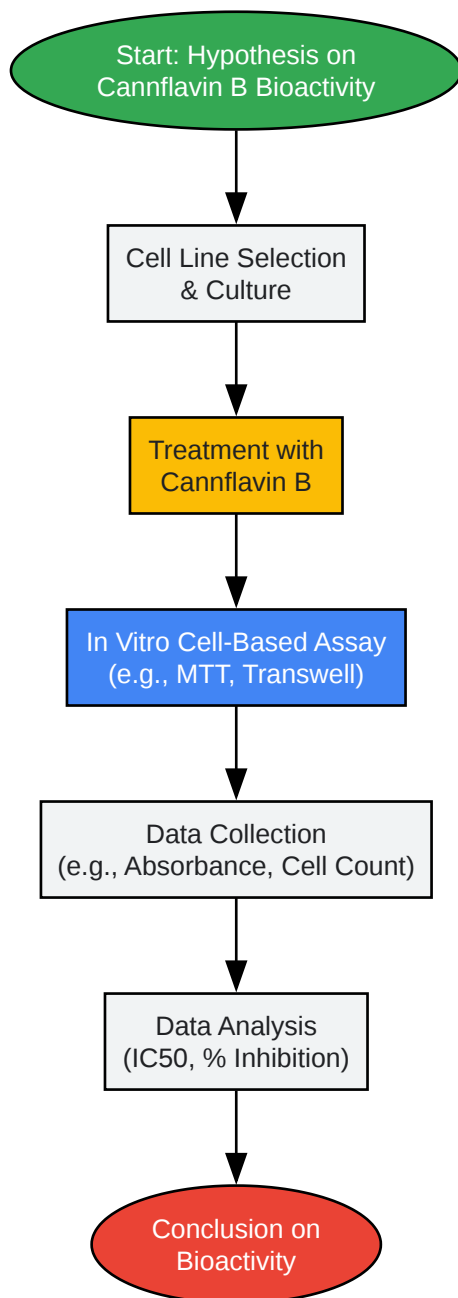 Start: Hypothesis on
Cannflavin B Bioactivity
Cell Line Selection
& Culture
Treatment with
Cannflavin B
In Vitro Cell-Based Assay
(e.g., MTT, Transwell)
Data Collection
(e.g., Absorbance, Cell Count)
Data Analysis
(IC50, % Inhibition)
Conclusion on
Bioactivity